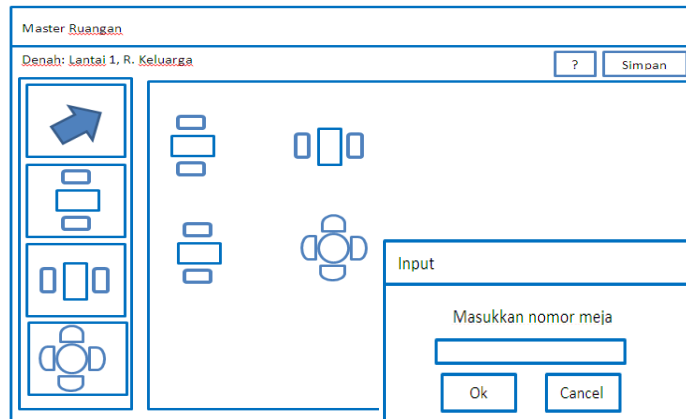 Master Ruangan
Denah: Lantai 1, R. Keluarga
?
Simpan
Input
Masukkan nomor meja
Ok
Cancel